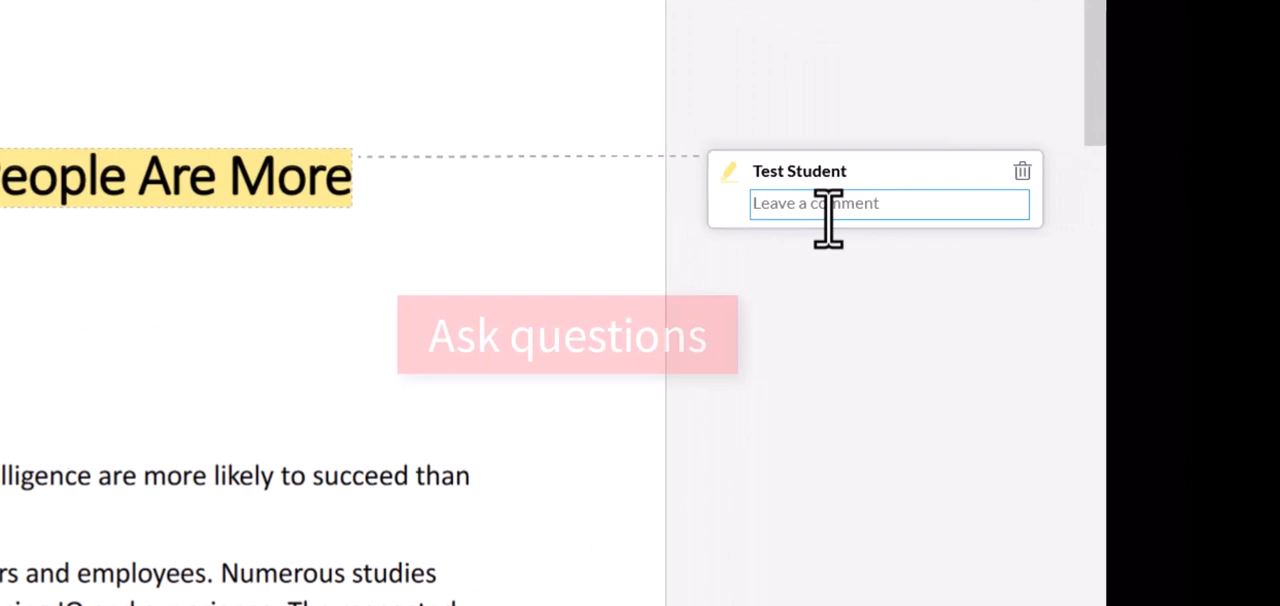 eople Are More
Test Student
Leave a comment
Ask questions
lligence are more likely to succeed than
rs and employees. Numerous studies